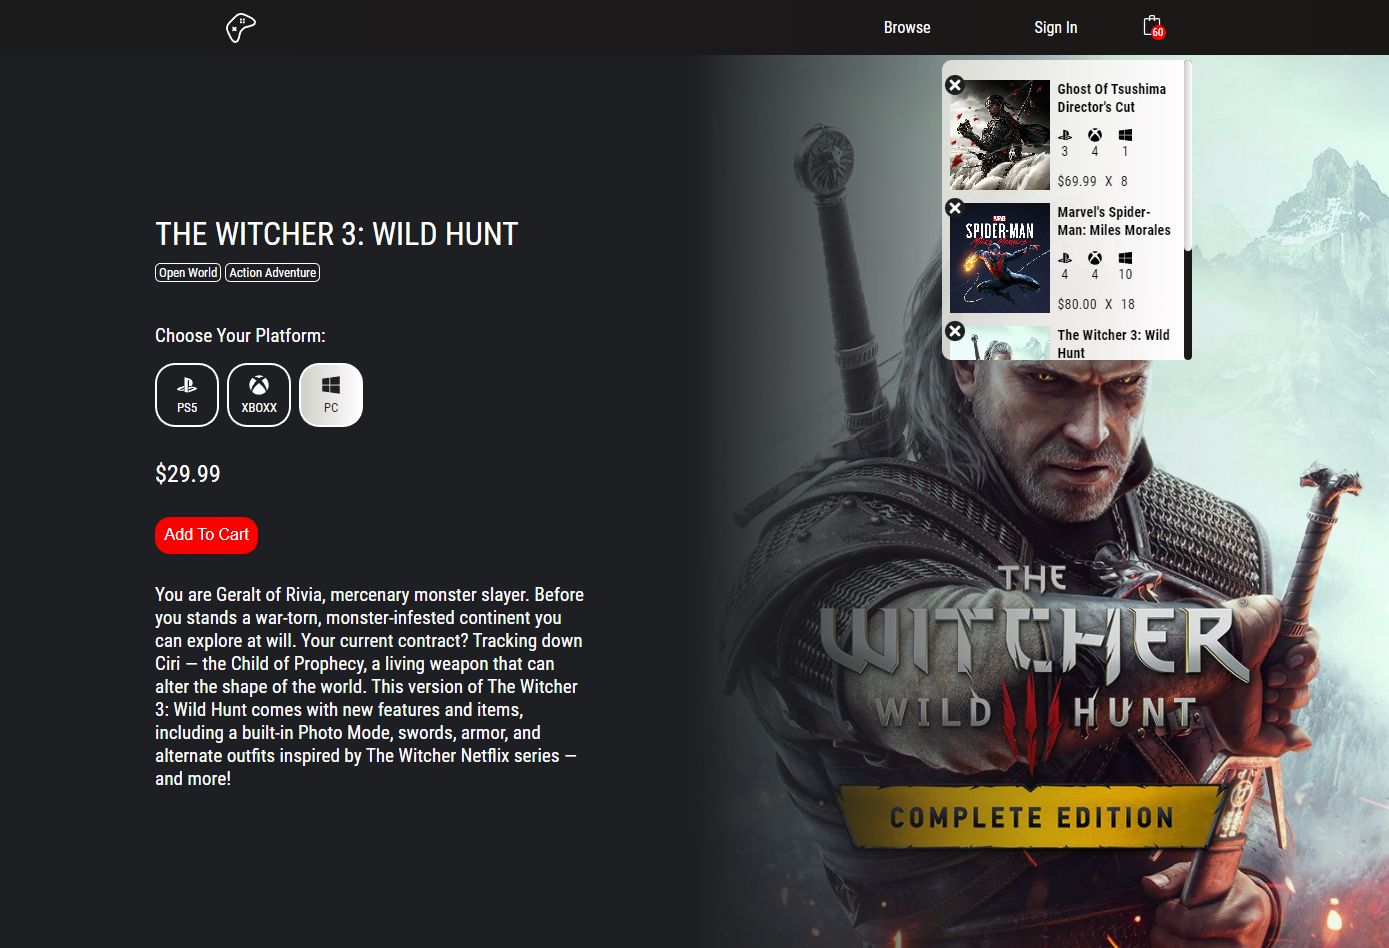 Browse
Sign In
60
Ghost Of Tsushima
Director's Cut
3 4 1
$69.99 X 8
MARVEL
SPIDER-MAN
Miles Morales
Marvel's Spider-
Man: Miles Morales
4 4 10
$80.00 X 18
The Witcher 3: Wild
Hunt
THE WITCHER 3: WILD HUNT
Open World
Action Adventure
Choose Your Platform:
PS5
XBOXX
PC
$29.99
Add To Cart
You are Geralt of Rivia, mercenary monster slayer. Before
you stands a war-torn, monster-infested continent you
can explore at will. Your current contract? Tracking down
Ciri — the Child of Prophecy, a living weapon that can
alter the shape of the world. This version of The Witcher
3: Wild Hunt comes with new features and items,
including a built-in Photo Mode, swords, armor, and
alternate outfits inspired by The Witcher Netflix series —
and more!
THE
WITCHER
WILD III HUNT
COMPLETE EDITION